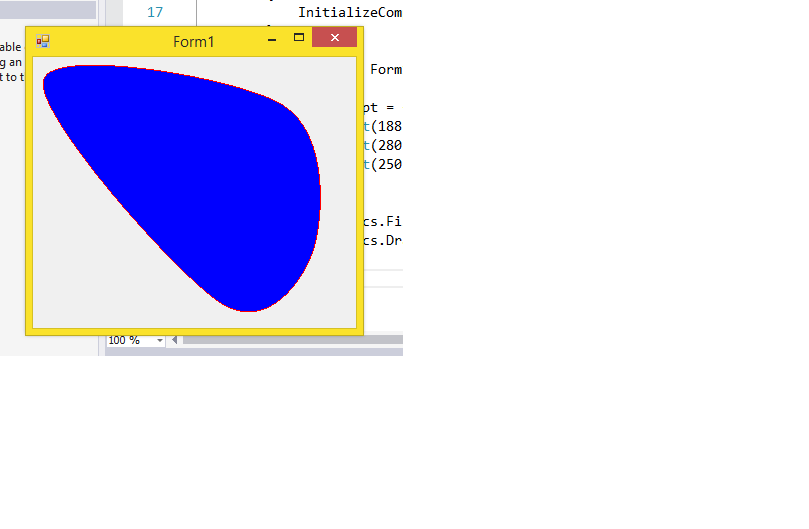 17
InitializeCom
Form1
able
g an
t to t
Form
pt =
t(188
t(280
t(250
cs.Fi
cs.Dr
100 %